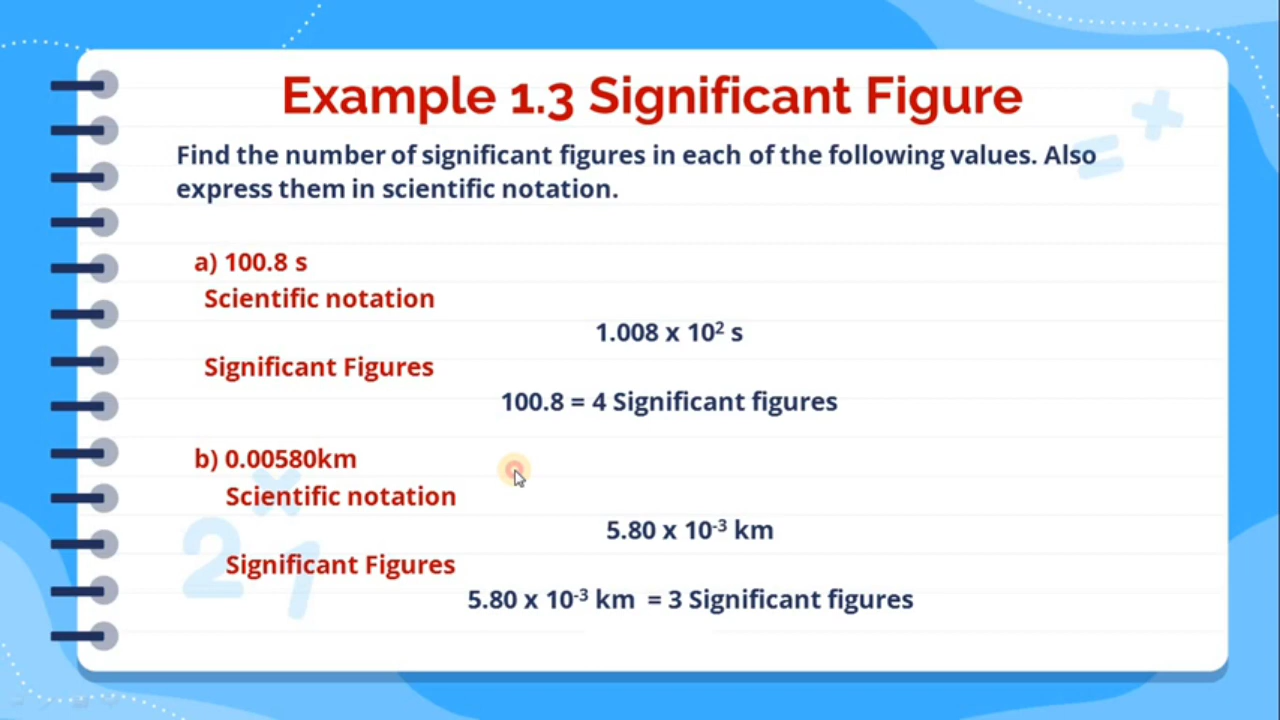 Example 1.3 Significant Figure
Find the number of significant figures in each of the following values. Also
express them in scientific notation.
a) 100.8 s
Scientific notation
1.008 x 10² s
Significant Figures
100.8 = 4 Significant figures
b) 0.00580km
Scientific notation
5.80 x 10⁻³ km
Significant Figures
5.80 x 10⁻³ km = 3 Significant figures